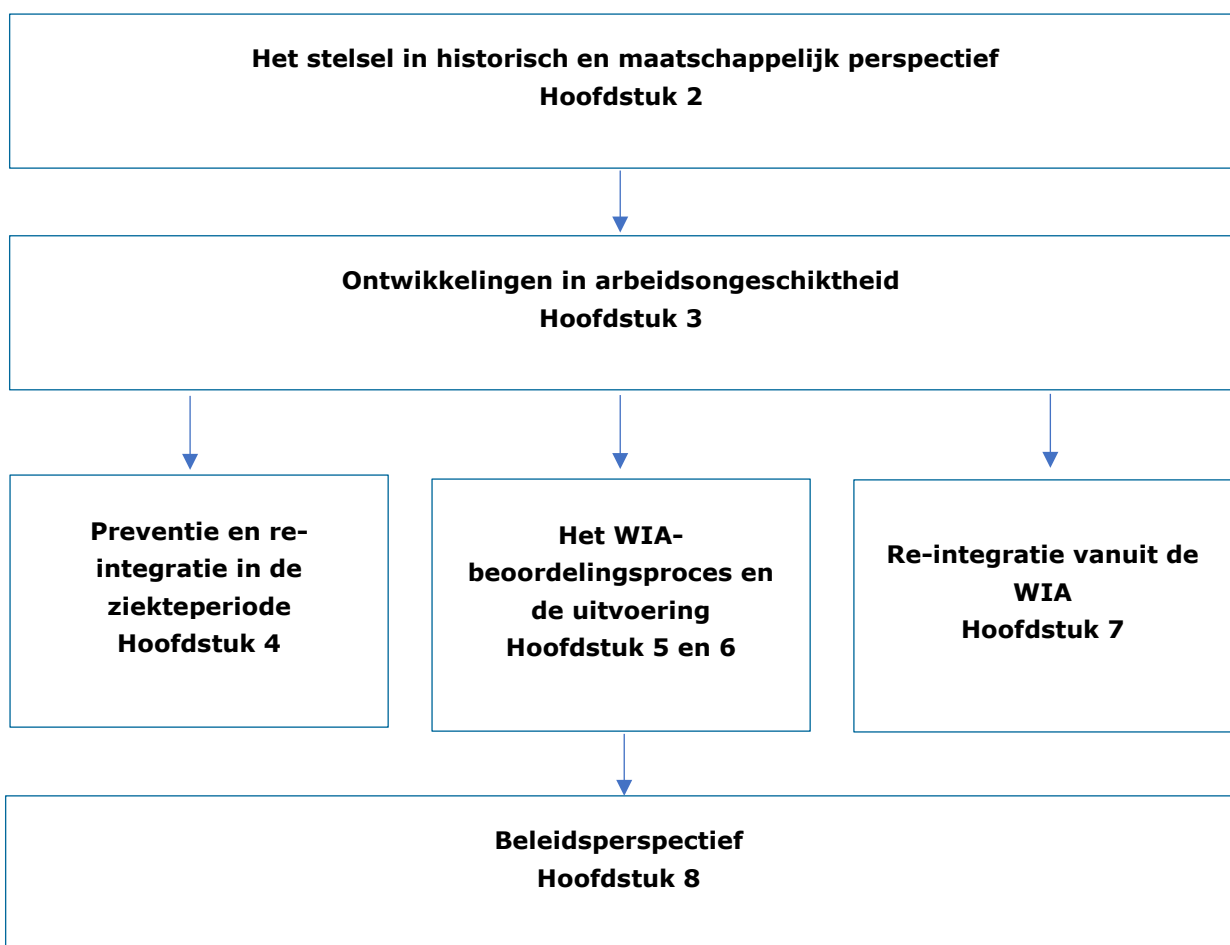 Het stelsel in historisch en maatschappelijk perspectief
Hoofdstuk 2
Ontwikkelingen in arbeidsongeschiktheid
Hoofdstuk 3
Preventie en re-
integratie in de
ziekteperiode
Hoofdstuk 4
Het WIA-
beoordelingsproces en
de uitvoering
Hoofdstuk 5 en 6
Re-integratie vanuit de
WIA
Hoofdstuk 7
Beleidsperspectief
Hoofdstuk 8